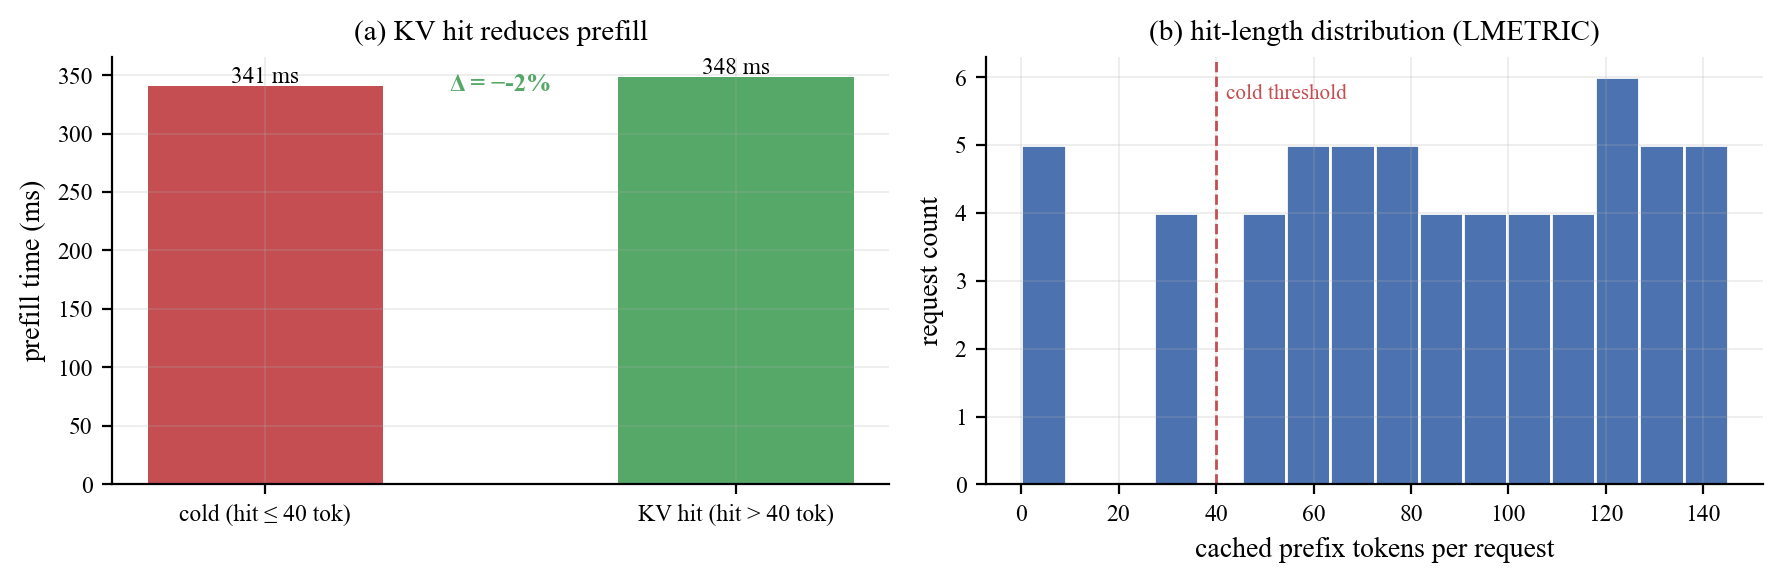 (a) KV hit reduces prefill
350
300
250
200
150
100
50
0
prefill time (ms)
341 ms
Δ = −-2%
348 ms
cold (hit ≤ 40 tok)
KV hit (hit > 40 tok)
(b) hit-length distribution (LMETRIC)
6
5
4
3
2
1
0
request count
cold threshold
0
20
40
60
80
100
120
140
cached prefix tokens per request